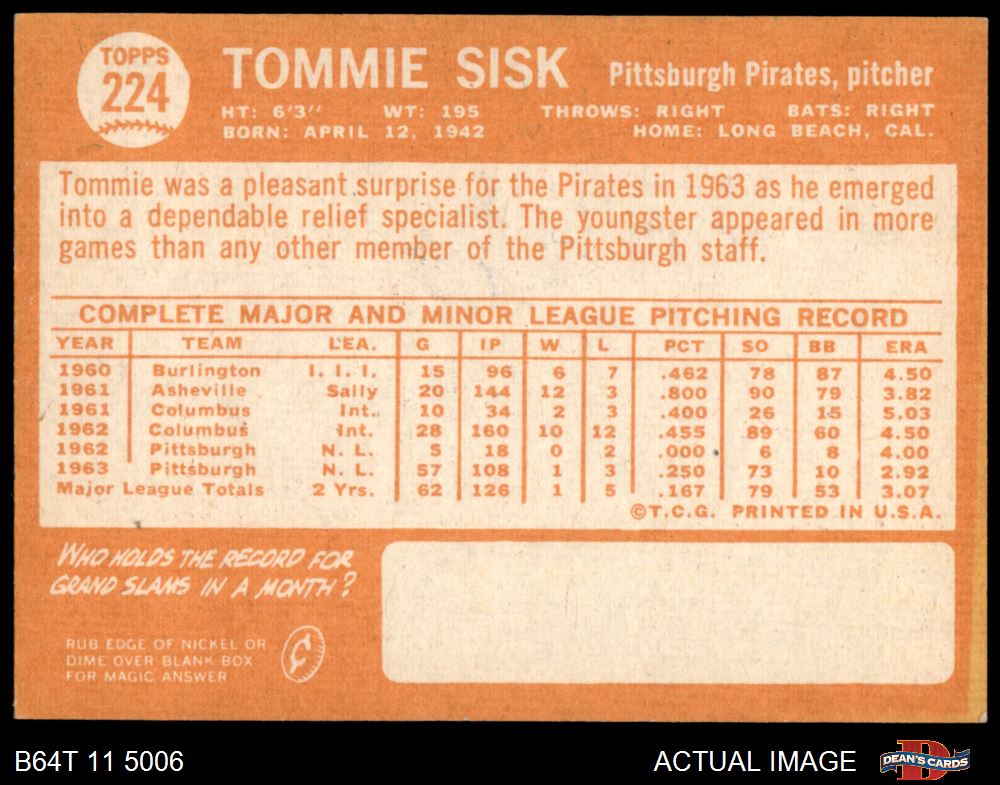 TOPPS
224
TOMMIE SISK
Pittsburgh Pirates, pitcher
HT: 6'3'' WT: 195 THROWS: RIGHT BATS: RIGHT
BORN: APRIL 12, 1942 HOME: LONG BEACH, CAL.
Tommie was a pleasant surprise for the Pirates in 1963 as he emerged
into a dependable relief specialist. The youngster appeared in more
games than any other member of the Pittsburgh staff.
COMPLETE MAJOR AND MINOR LEAGUE PITCHING RECORD
YEAR TEAM LEA. G IP W L PCT SO BB ERA
1960 Burlington I. I. I. 15 96 6 7 .462 78 87 4.50
1961 Asheville Sally 20 144 12 3 .800 90 79 3.82
1961 Columbus Int. 10 34 2 3 .400 26 15 5.03
1962 Columbus Int. 28 160 10 12 .455 89 60 4.50
1962 Pittsburgh N. L. 5 18 0 2 .000 6 8 4.00
1963 Pittsburgh N. L. 57 108 1 3 .250 73 10 2.92
Major League Totals 2 Yrs. 62 126 1 5 .167 79 53 3.07
©T.C.G. PRINTED IN U.S.A.
WHO HOLDS THE RECORD FOR
GRAND SLAMS IN A MONTH?
RUB EDGE OF NICKEL OR
DIME OVER BLANK BOX
FOR MAGIC ANSWER
¢
B64T 11 5006 ACTUAL IMAGE D DEAN'S CARDS